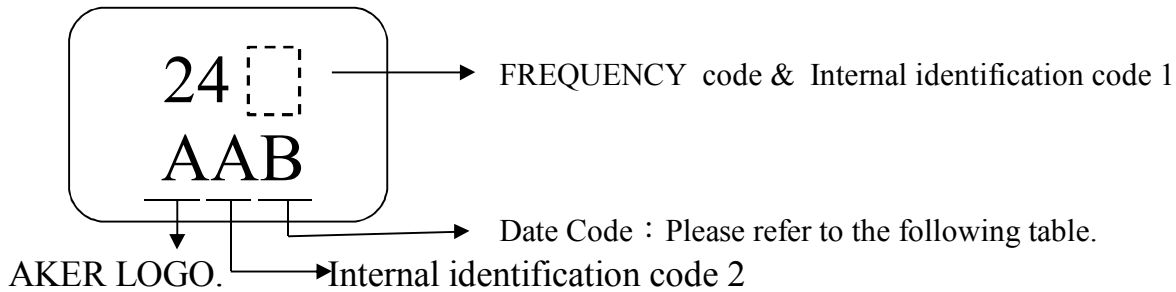 24
FREQUENCY code & Internal identification code 1
AAB
Date Code：Please refer to the following table.
AKER LOGO.
Internal identification code 2